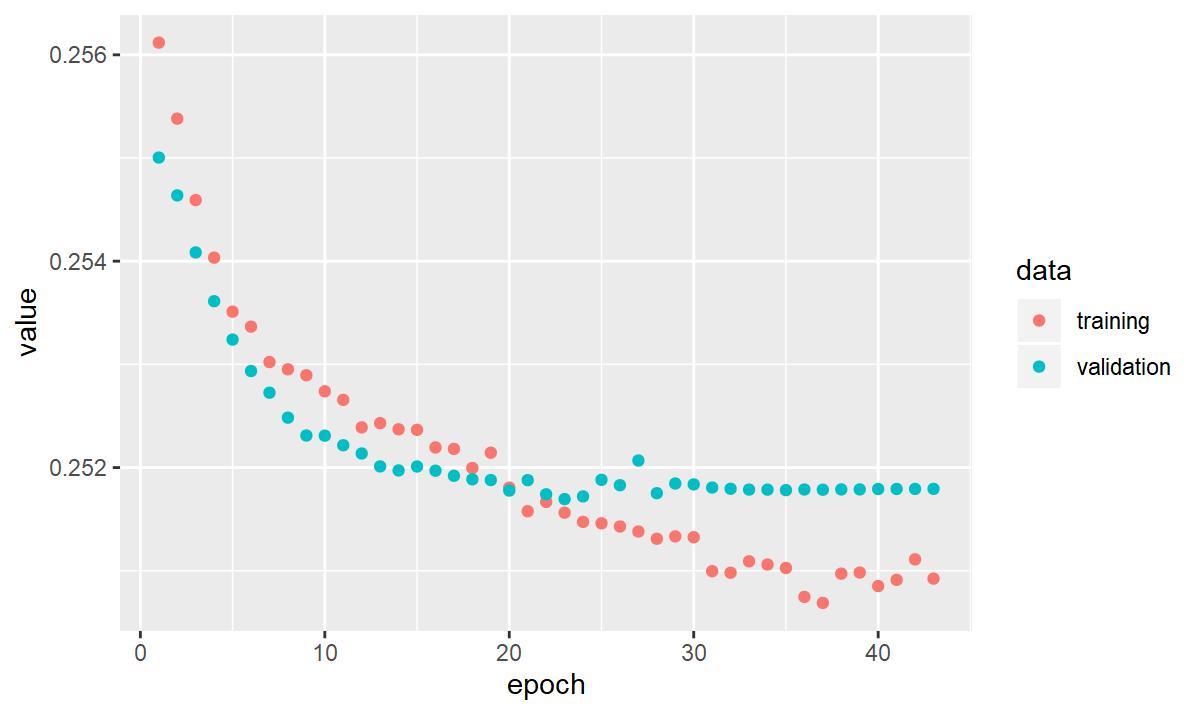 0.256
0.254
0.252
value
0 10 20 30 40
epoch
data
training
validation